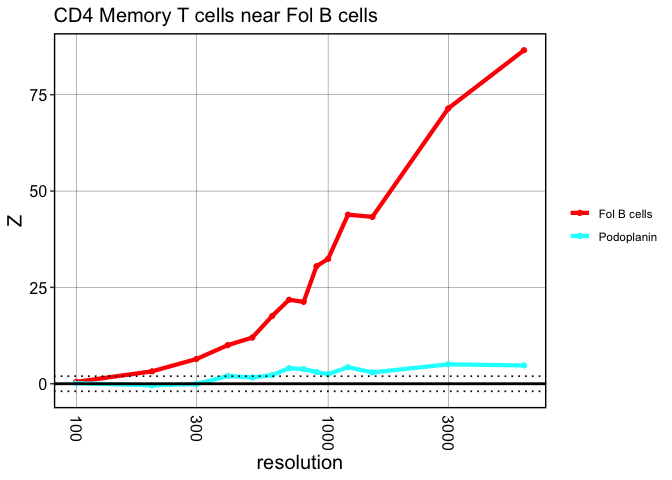 CD4 Memory T cells near Fol B cells
75
50
25
0
Z
100
300
1000
3000
resolution
Fol B cells
Podoplanin